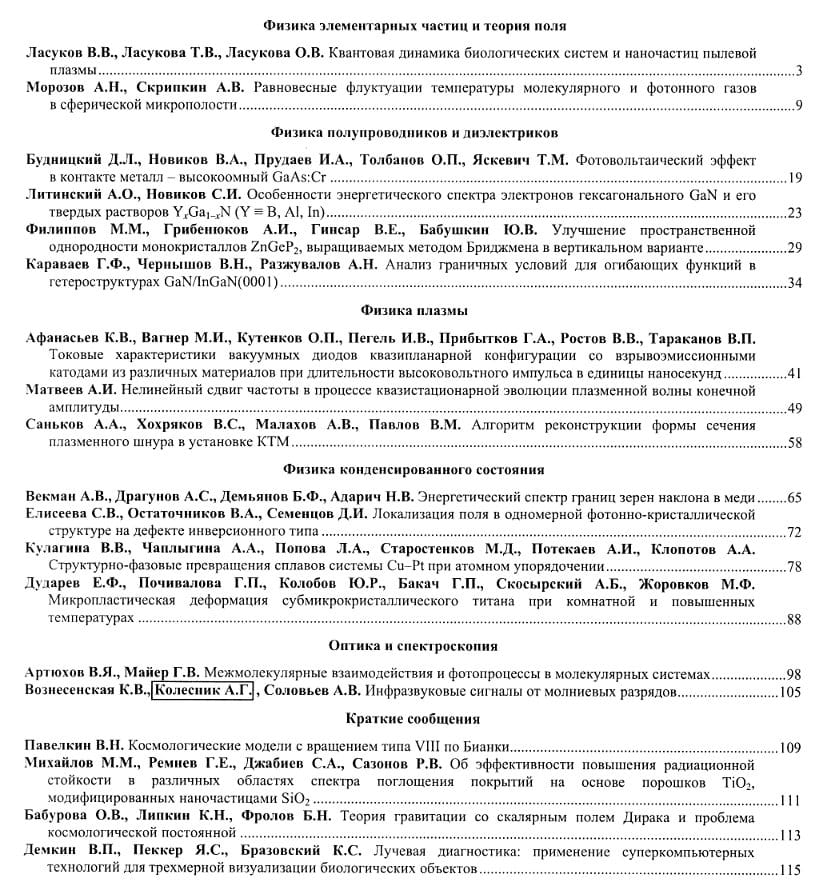 Физика элементарных частиц и теория поля
Ласуков В.В., Ласукова Т.В., Ласукова О.В. Квантовая динамика биологических систем и наночастиц пылевой
плазмы...3
Морозов А.Н., Скрипкин А.В. Равновесные флуктуации температуры молекулярного и фотонного газов
в сферической микрополости...9
Физика полупроводников и диэлектриков
Будницкий Д.Л., Новиков В.А., Прудаев И.А., Толбанов О.П., Яскевич Т.М. Фотовольтаический эффект
в контакте металл – высокоомный GaAs:Cr...19
Литинский А.О., Новиков С.И. Особенности энергетического спектра электронов гексагонального GaN и его
твердых растворов YxGa1–xN (Y ≡ B, Al, In)...23
Филиппов М.М., Грибенюков А.И., Гинсар В.Е., Бабушкин Ю.В. Улучшение пространственной
однородности монокристаллов ZnGeP2, выращиваемых методом Бриджмена в вертикальном варианте...29
Караваев Г.Ф., Чернышов В.Н., Разжувалов А.Н. Анализ граничных условий для огибающих функций в
гетероструктурах GaN/InGaN(0001)...34
Физика плазмы
Афанасьев К.В., Вагнер М.И., Кутенков О.П., Пегель И.В., Прибытков Г.А., Ростов В.В., Тараканов В.П.
Токовые характеристики вакуумных диодов квазипланарной конфигурации со взрывоэмиссионными
катодами из различных материалов при длительности высоковольтного импульса в единицы наносекунд...41
Матвеев А.И. Нелинейный сдвиг частоты в процессе квазистационарной эволюции плазменной волны конечной
амплитуды...49
Саньков А.А., Хохряков В.С., Малахов А.В., Павлов В.М. Алгоритм реконструкции формы сечения
плазменного шнура в установке КТМ...58
Физика конденсированного состояния
Векман А.В., Драгунов А.С., Демьянов Б.Ф., Адарич Н.В. Энергетический спектр границ зерен наклона в меди...65
Елисеева С.В., Остаточников В.А., Семенцов Д.И. Локализация поля в одномерной фотонно-кристаллической
структуре на дефекте инверсионного типа...72
Кулагина В.В., Чаплыгина А.А., Попова Л.А., Старостенков М.Д., Потекаев А.И., Клопотов А.А.
Структурно-фазовые превращения сплавов системы Cu–Pt при атомном упорядочении...78
Дударев Е.Ф., Почивалова Г.П., Колобов Ю.Р., Бакач Г.П., Скосырский А.Б., Жоровков М.Ф.
Микропластическая деформация субмикрокристаллического титана при комнатной и повышенных
температурах...88
Оптика и спектроскопия
Артюхов В.Я., Майер Г.В. Межмолекулярные взаимодействия и фотопроцессы в молекулярных системах...98
Вознесенская К.В., Колесник А.Г., Соловьев А.В. Инфразвуковые сигналы от молниевых разрядов...105
Краткие сообщения
Павелкин В.Н. Космологические модели с вращением типа VIII по Бианки...109
Михайлов М.М., Ремнев Г.Е., Джабиев С.А., Сазонов Р.В. Об эффективности повышения радиационной
стойкости в различных областях спектра поглощения покрытий на основе порошков TiO2,
модифицированных наночастицами SiO2...111
Бабурова О.В., Липкин К.Н., Фролов Б.Н. Теория гравитации со скалярным полем Дирака и проблема
космологической постоянной...113
Демкин В.П., Пеккер Я.С., Бразовский К.С. Лучевая диагностика: применение суперкомпьютерных
технологий для трехмерной визуализации биологических объектов...115